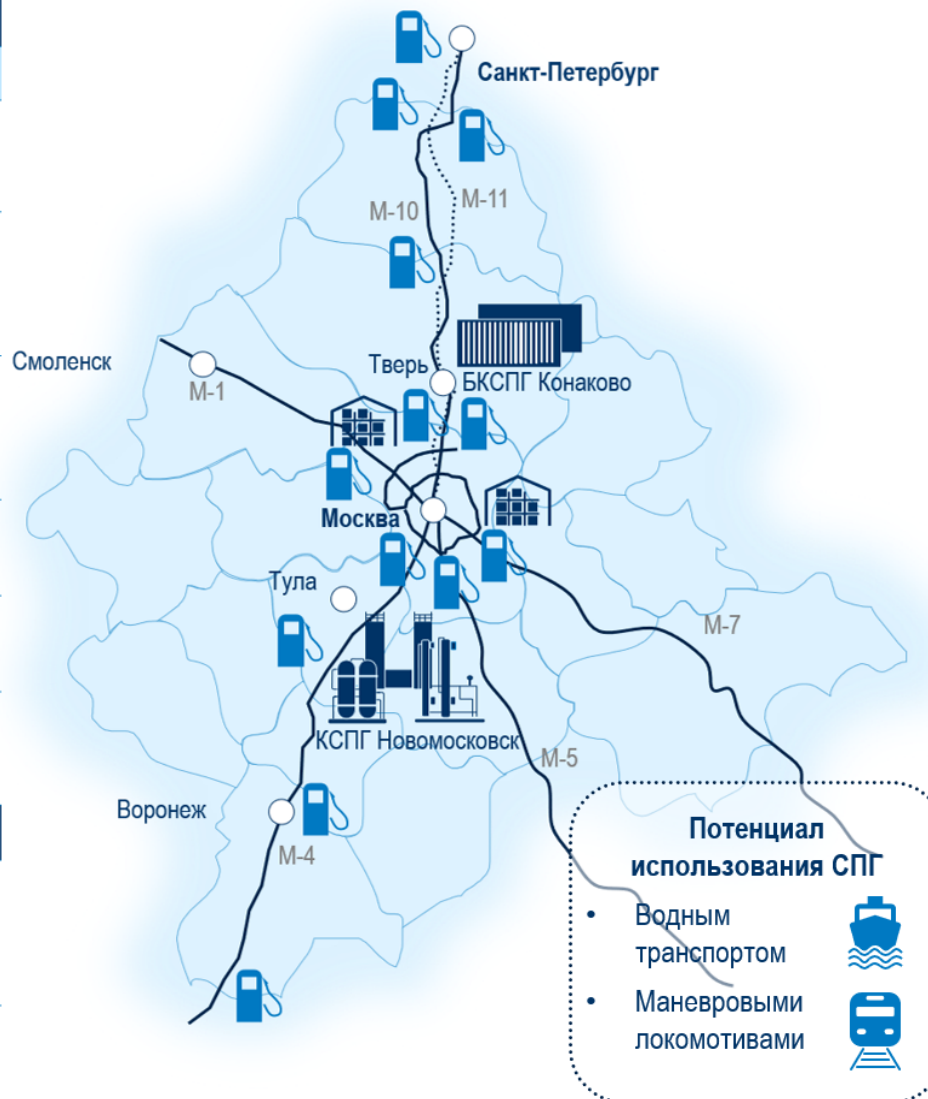 Санкт-Петербург
М-10
М-11
Смоленск
М-1
Тверь
БКСПГ Конаково
Москва
Тула
М-7
КСПГ Новомосковск
М-5
Воронеж
М-4
Потенциал
использования СПГ
• Водным
транспортом
• Маневровыми
локомотивами